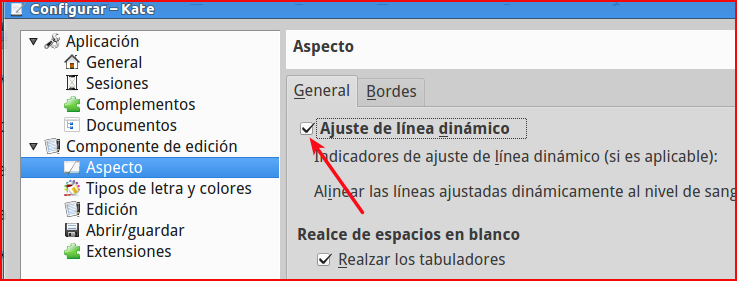 Configurar – Kate
Aplicación
General
Sesiones
Complementos
Documentos
Componente de edición
Aspecto
Tipos de letra y colores
Edición
Abrir/guardar
Extensiones
Aspecto
General Bordes
Ajuste de línea dinámico
Indicadores de ajuste de línea dinámico (si es aplicable):
Alinear las líneas ajustadas dinámicamente al nivel de sang
Realce de espacios en blanco
Realzar los tabuladores